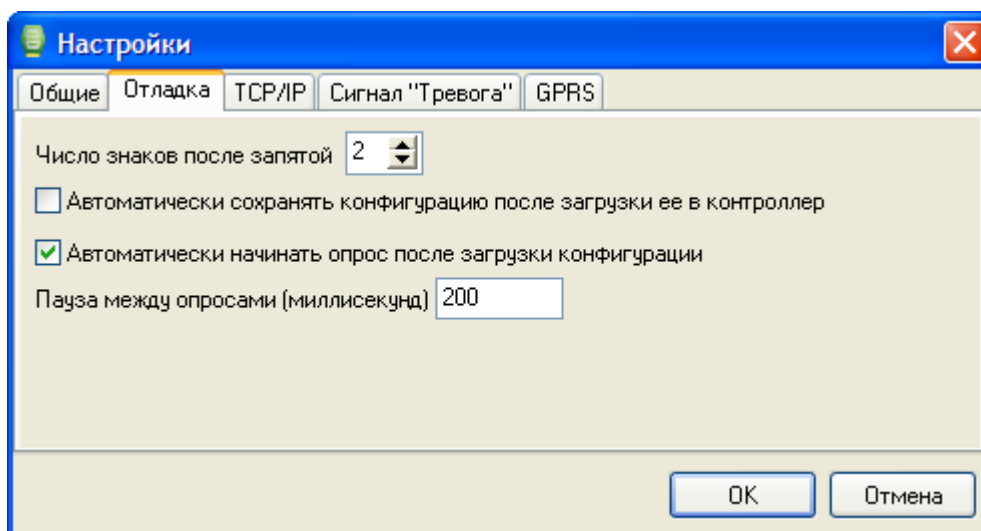 Настройки
Общие Отладка TCP/IP Сигнал "Тревога" GPRS
Число знаков после запятой 2
Автоматически сохранять конфигурацию после загрузки ее в контроллер
Автоматически начинать опрос после загрузки конфигурации
Пауза между опросами (миллисекунд) 200
OK Отмена